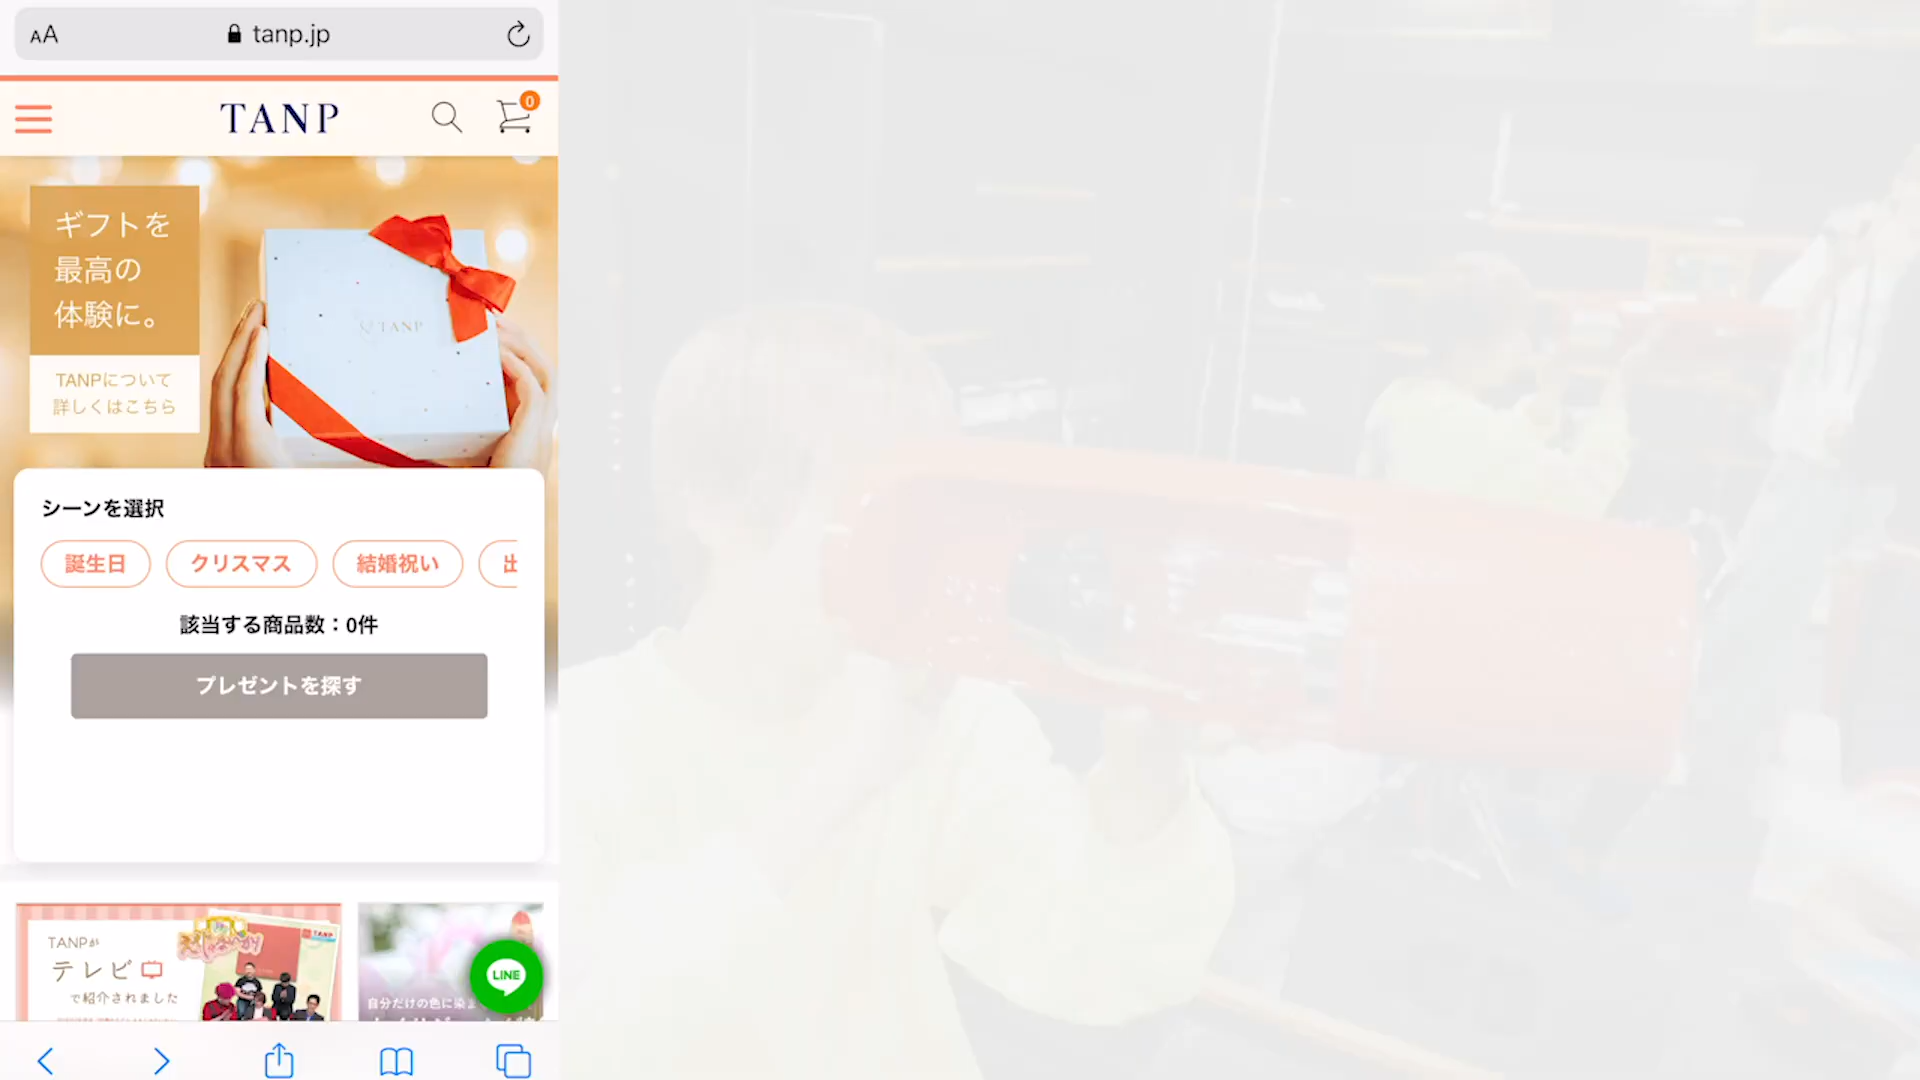 AA
tanp.jp
TANP
0
ギフトを
最高の
体験に。
TANPについて
詳しくはこちら
TANP
シーンを選択
誕生日 クリスマス 結婚祝い 出
該当する商品数：0件
プレゼントを探す
TANPが
テレビ
で紹介されました
TANP
自分だけの色に染ま
LINE